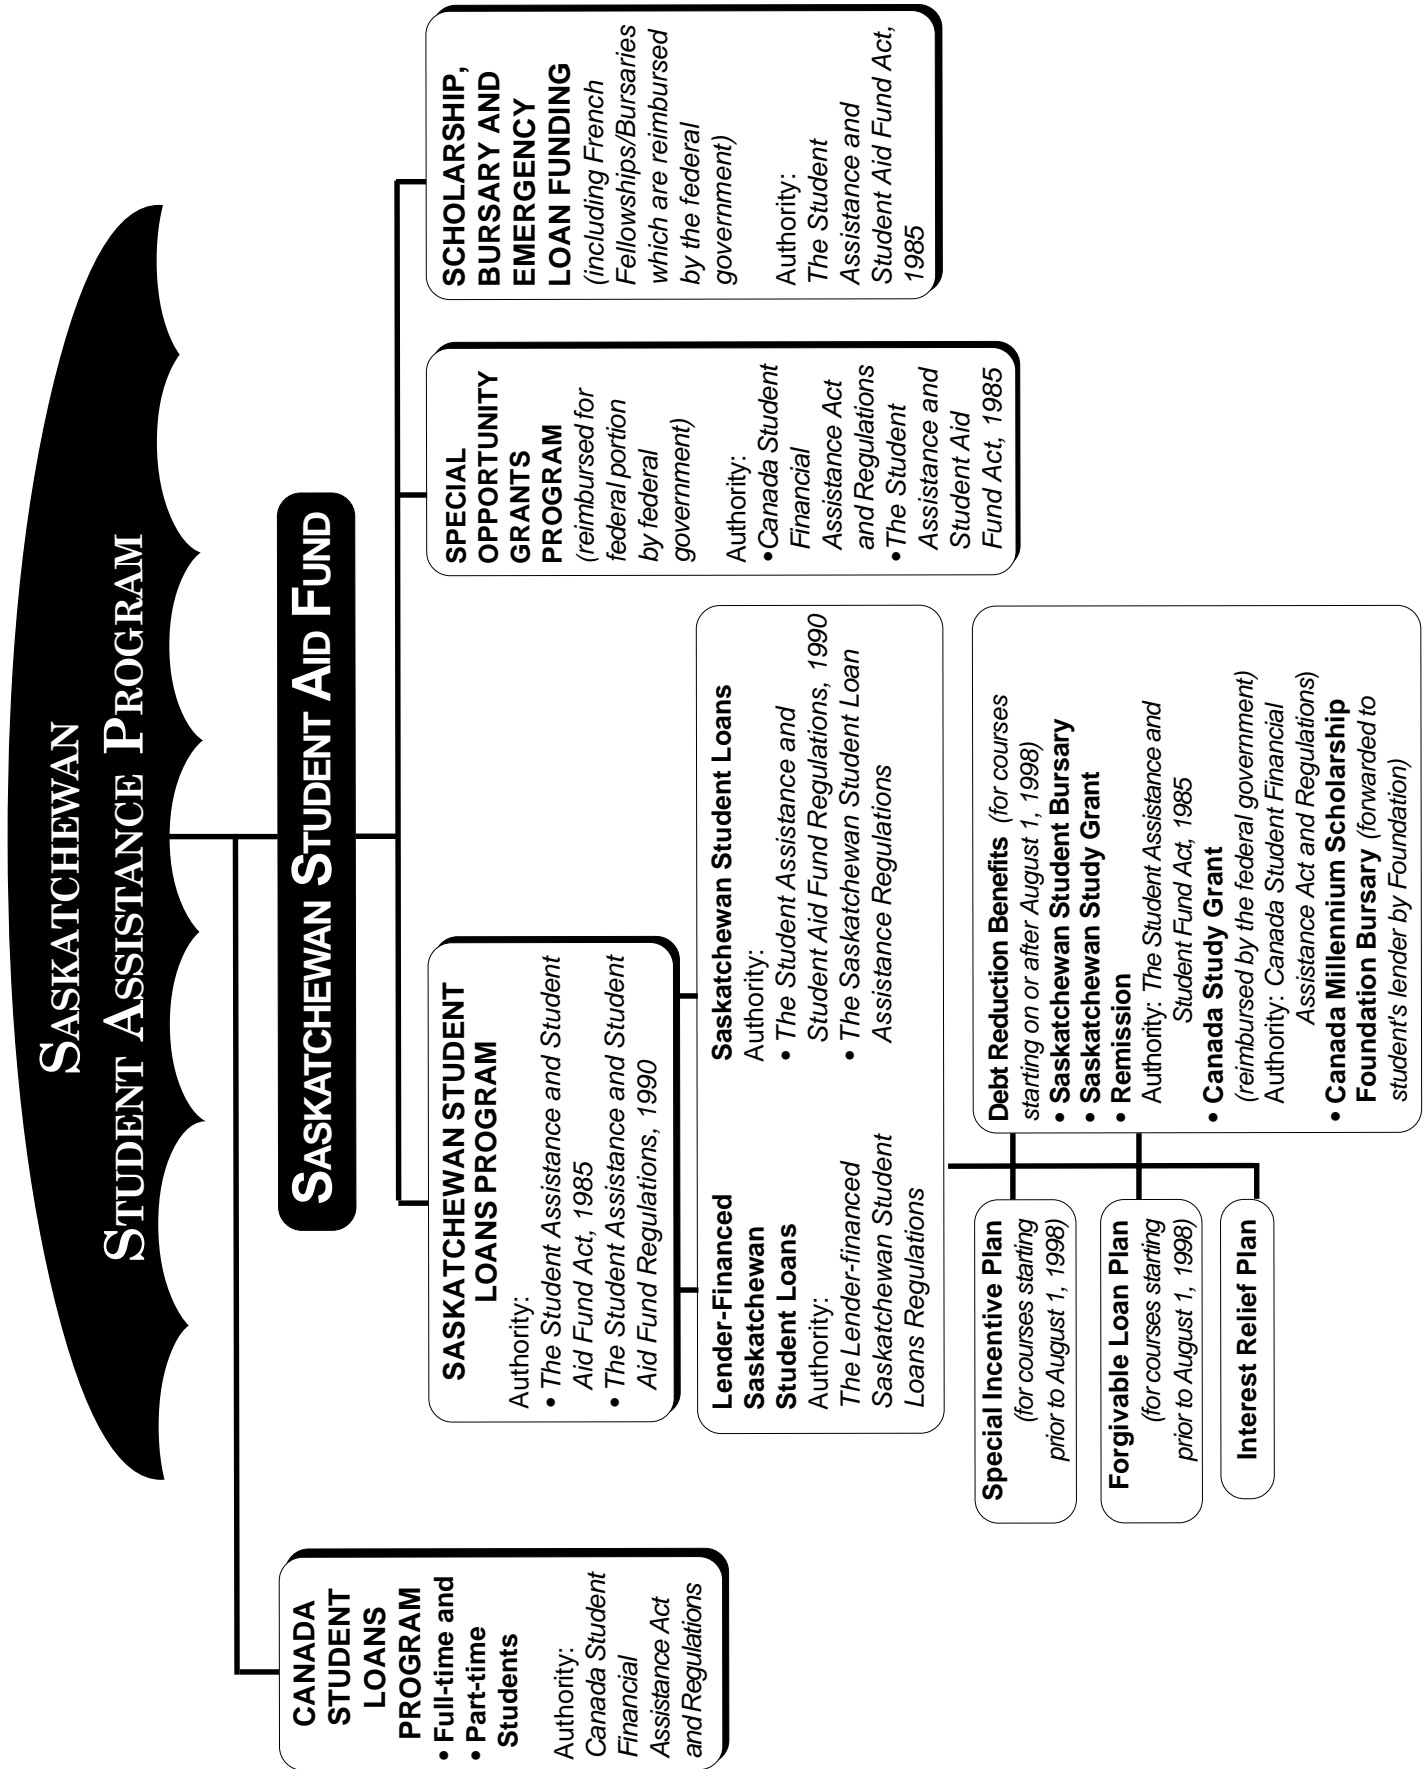 SASKATCHEWAN
STUDENT ASSISTANCE PROGRAM
SASKATCHEWAN STUDENT AID FUND
CANADA
STUDENT
LOANS
PROGRAM
• Full-time and
• Part-time
Students
Authority:
Canada Student
Financial
Assistance Act
and Regulations
SASKATCHEWAN STUDENT
LOANS PROGRAM
Authority:
• The Student Assistance and Student
Aid Fund Act, 1985
• The Student Assistance and Student
Aid Fund Regulations, 1990
SPECIAL
OPPORTUNITY
GRANTS
PROGRAM
(reimbursed for
federal portion
by federal
government)
Authority:
•Canada Student
Financial
Assistance Act
and Regulations
•The Student
Assistance and
Student Aid
Fund Act, 1985
SCHOLARSHIP,
BURSARY AND
EMERGENCY
LOAN FUNDING
(including French
Fellowships/Bursaries
which are reimbursed
by the federal
government)
Authority:
The Student
Assistance and
Student Aid Fund Act,
1985
Lender-Financed
Saskatchewan
Student Loans
Authority:
The Lender-financed
Saskatchewan Student
Loans Regulations
Saskatchewan Student Loans
Authority:
• The Student Assistance and
Student Aid Fund Regulations, 1990
• The Saskatchewan Student Loan
Assistance Regulations
Special Incentive Plan
(for courses starting
prior to August 1, 1998)
Forgivable Loan Plan
(for courses starting
prior to August 1, 1998)
Interest Relief Plan
Debt Reduction Benefits (for courses
starting on or after August 1, 1998)
• Saskatchewan Student Bursary
• Saskatchewan Study Grant
• Remission
Authority: The Student Assistance and
Student Fund Act, 1985
• Canada Study Grant
(reimbursed by the federal government)
Authority: Canada Student Financial
Assistance Act and Regulations)
• Canada Millennium Scholarship
Foundation Bursary (forwarded to
student's lender by Foundation)